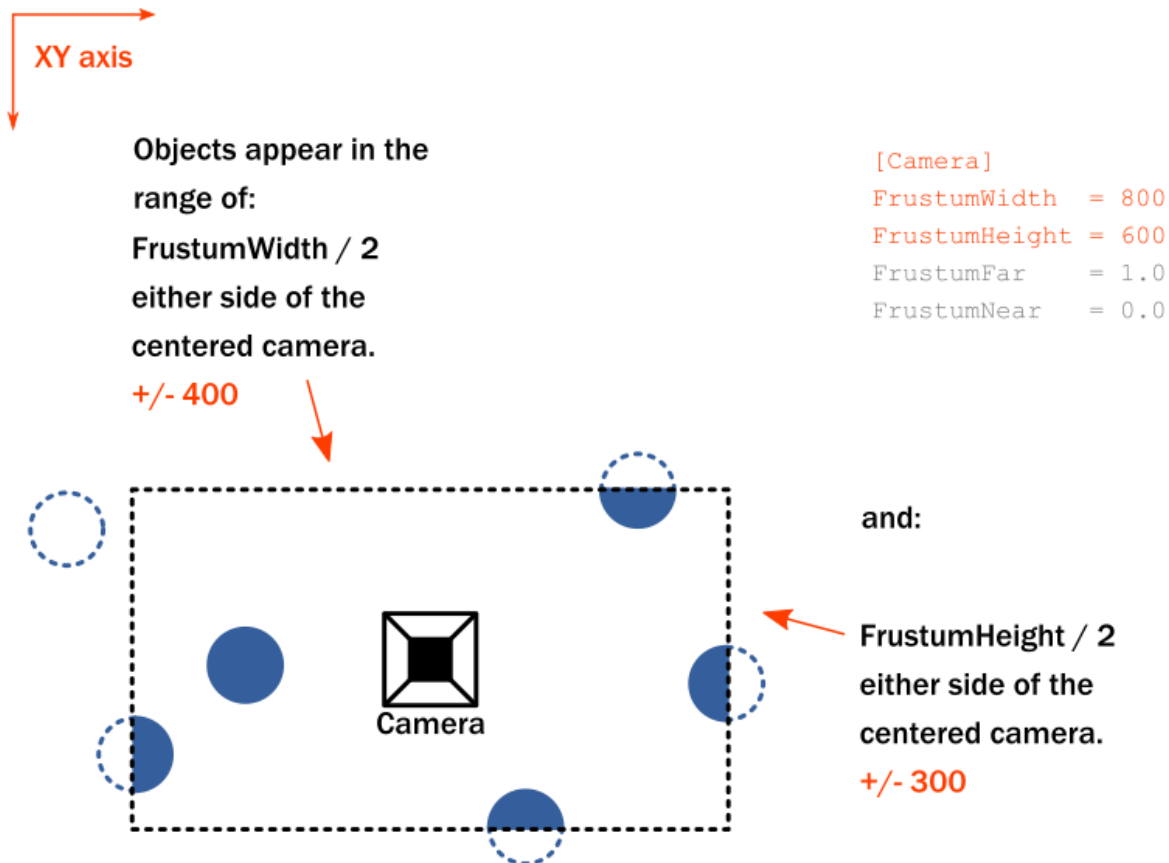 XY axis
Objects appear in the
range of:
FrustumWidth / 2
either side of the
centered camera.
+/- 400
[Camera]
FrustumWidth  = 800
FrustumHeight = 600
FrustumFar    = 1.0
FrustumNear   = 0.0
and:
FrustumHeight / 2
either side of the
centered camera.
+/- 300
Camera